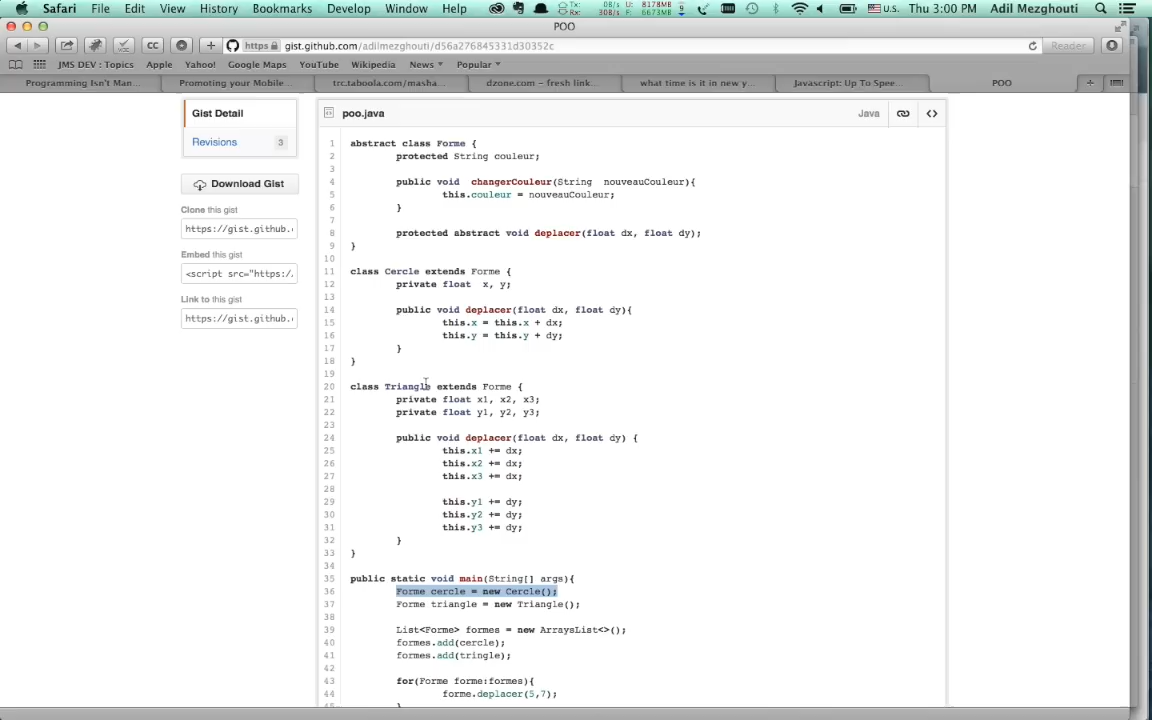 Safari File Edit View History Bookmarks Develop Window Help Tx: 0B/s U: 8178MB Rx: 308/s F: 6673MB 9 U.S. Thu 3:00 PM Adil Mezghouti
POO
CC + https gist.github.com/adilmezghouti/d56a276845331d30352c Reader
JMS DEV : Topics Apple Yahoo! Google Maps YouTube Wikipedia News Popular
Programming Isn't Man... Promoting your Mobile... trc.taboola.com/masha... dzone.com – fresh link... what time is it in new y... Javascript: Up To Spee... POO +
Gist Detail
Revisions 3
Download Gist
Clone this gist
https://gist.github.
Embed this gist
<script src="https:/
Link to this gist
https://gist.github.
poo.java Java
1 abstract class Forme {
2 protected String couleur;
3
4 public void changerCouleur(String nouveauCouleur){
5 this.couleur = nouveauCouleur;
6 }
7
8 protected abstract void deplacer(float dx, float dy);
9 }
10
11 class Cercle extends Forme {
12 private float x, y;
13
14 public void deplacer(float dx, float dy){
15 this.x = this.x + dx;
16 this.y = this.y + dy;
17 }
18 }
19
20 class Triangle extends Forme {
21 private float x1, x2, x3;
22 private float y1, y2, y3;
23
24 public void deplacer(float dx, float dy) {
25 this.x1 += dx;
26 this.x2 += dx;
27 this.x3 += dx;
28
29 this.y1 += dy;
30 this.y2 += dy;
31 this.y3 += dy;
32 }
33 }
34
35 public static void main(String[] args){
36 Forme cercle = new Cercle();
37 Forme triangle = new Triangle();
38
39 List<Forme> formes = new ArraysList<>();
40 formes.add(cercle);
41 formes.add(tringle);
42
43 for(Forme forme:formes){
44 forme.deplacer(5,7);